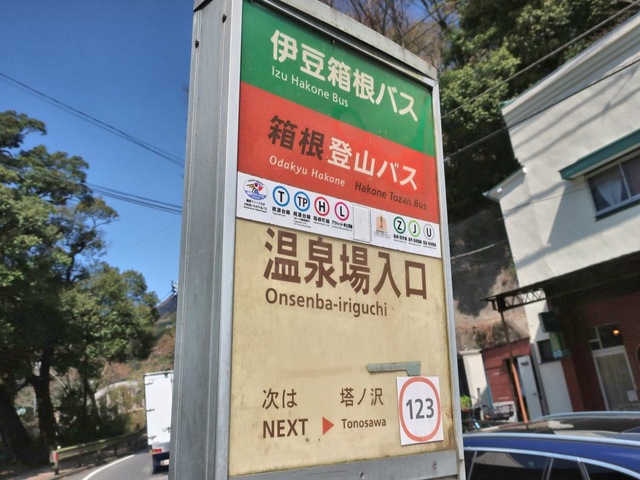 伊豆箱根バス
Izu Hakone Bus
箱根登山バス
Odakyu Hakone Hakone Tozan Bus
T TP H L Z J U
温泉場入口
Onsenba-iriguchi
次は 塔ノ沢
NEXT ▶ Tonosawa
123